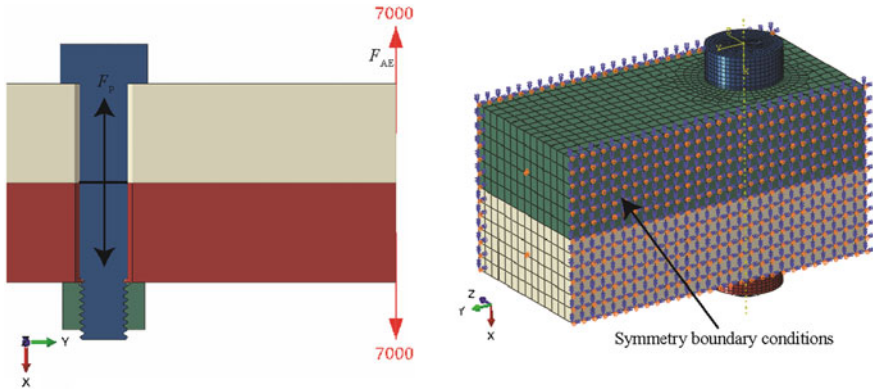 7000
F_AE
F_p
Y
X
7000
Z
Y
X
Symmetry boundary conditions